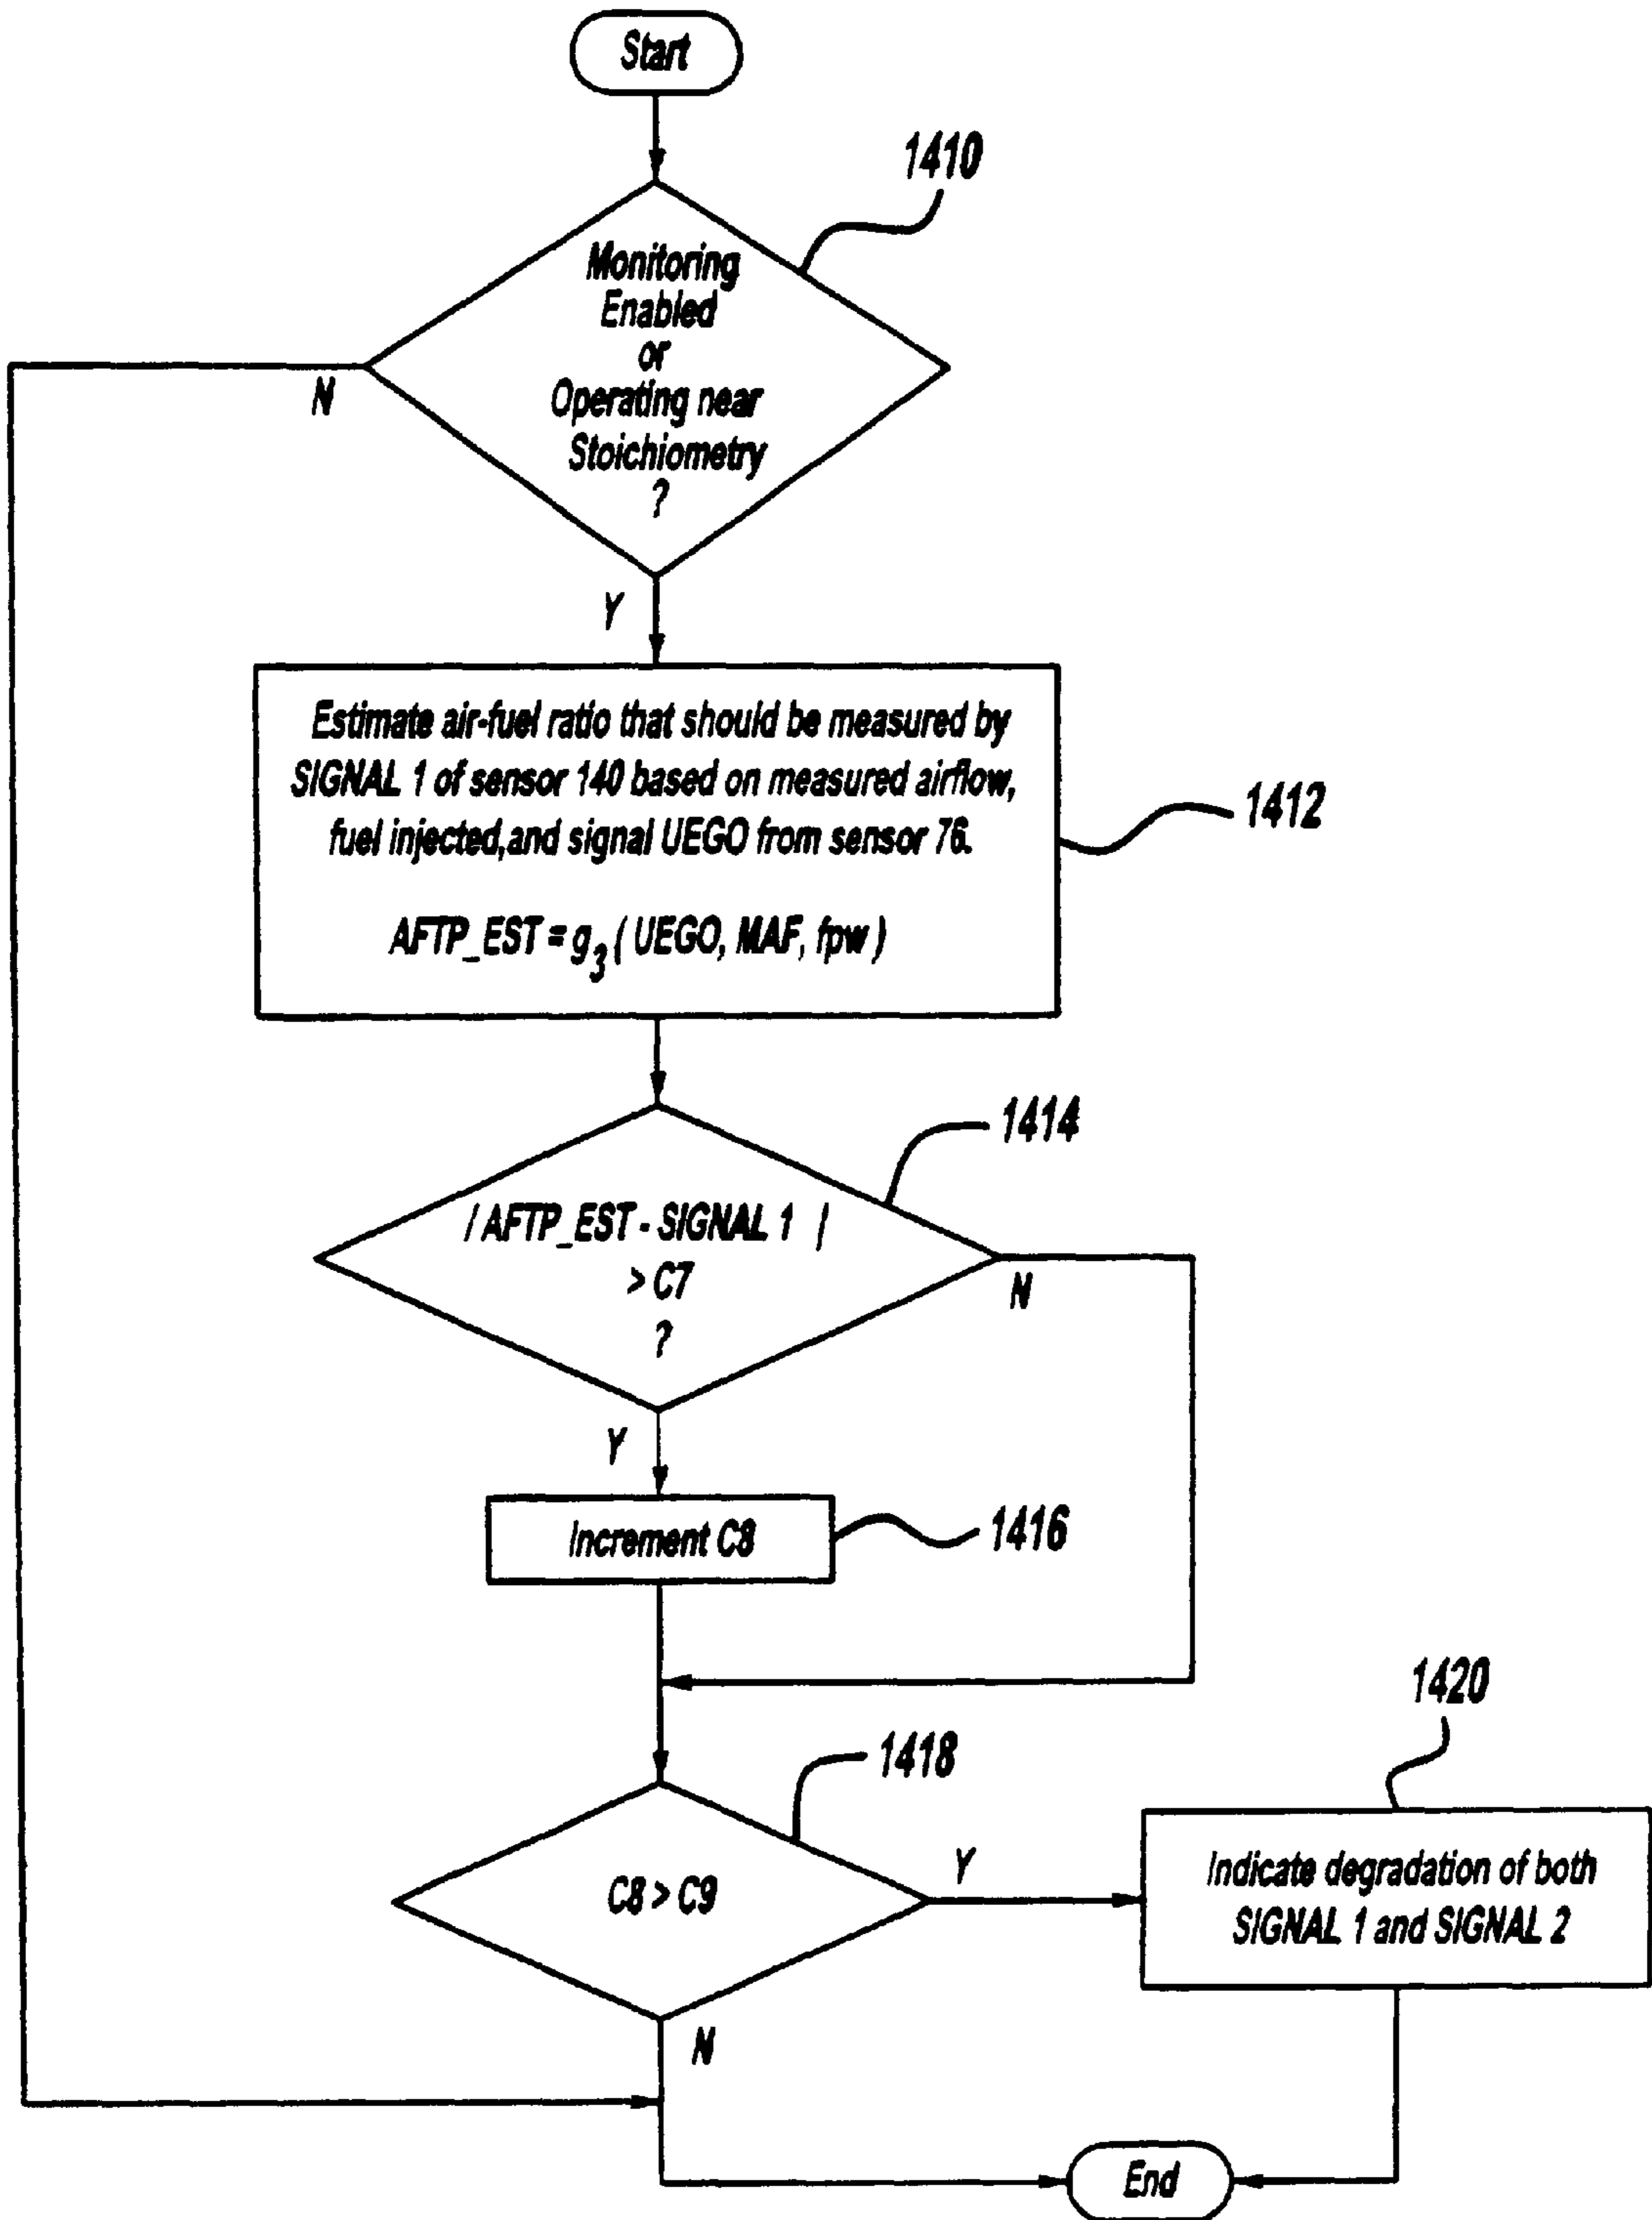 Start
1410
Monitoring
Enabled
or
Operating near
Stoichiometry
?
N
Y
Estimate air-fuel ratio that should be measured by
SIGNAL 1 of sensor 140 based on measured airflow,
fuel injected,and signal UEGO from sensor 76.
AFTP_EST = g3 ( UEGO, MAF, fpw )
1412
1414
| AFTP_EST - SIGNAL 1 |
> C7
?
N
Y
Increment C8
1416
1418
1420
C8 > C9
Y
Indicate degradation of both
SIGNAL 1 and SIGNAL 2
N
End